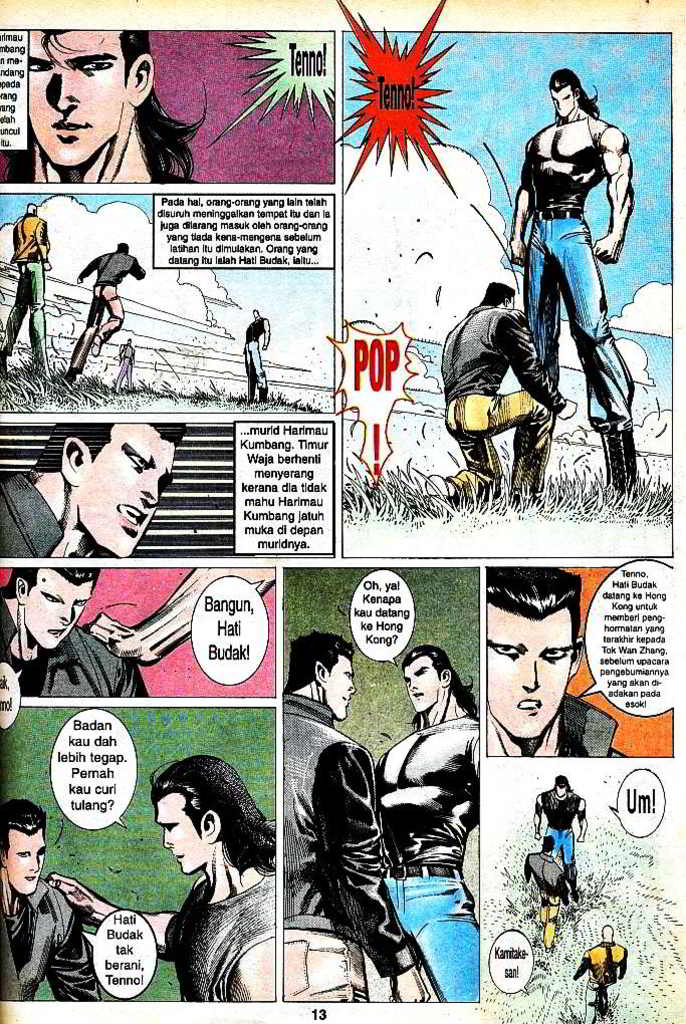 Tenno!
Tenno!
Pada hal, orang-orang yang lain telah
disuruh meninggalkan tempat itu dan ia
juga dilarang masuk oleh orang-orang
yang tiada kena-mengena sebelum
latihan itu dimulakan. Orang yang
datang itu ialah Hati Budak, iaitu...
POP
!
...murid Harimau
Kumbang. Timur
Waja berhenti
menyerang
kerana dia tidak
mahu Harimau
Kumbang jatuh
muka di depan
muridnya.
Bangun,
Hati
Budak!
Oh, ya!
Kenapa
kau datang
ke Hong
Kong?
Tenno,
Hati Budak
datang ke
Hong Kong
untuk
memberi peng-
hormatan yang
terakhir kepada
Tok Wan Zhang,
sebelum upacara
pengebumiannya
yang akan di-
adakan pada
esok!
Badan
kau dah
lebih tegap.
Pernah
kau curi
tulang?
Hati
Budak
tak
berani,
Tenno!
Um!
Kamitake-
san!
13